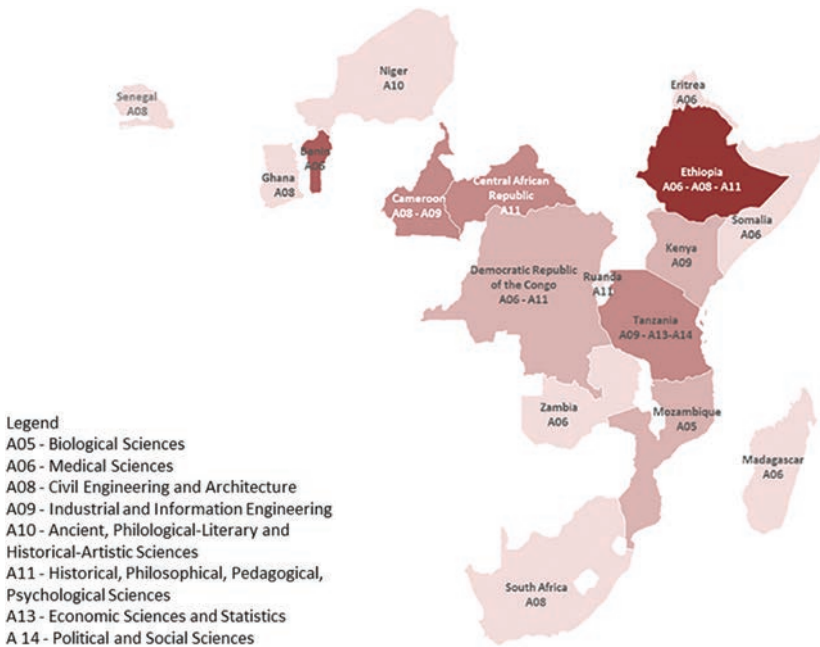 Niger
A10
Senegal
A08
Eritrea
A06
Benin
A06
Ghana
A08
Ethiopia
A06 - A08 - A11
Cameroon
A08 - A09
Central African
Republic
A11
Somalia
A06
Kenya
A09
Democratic Republic
of the Congo
A06 - A11
Ruanda
A11
Tanzania
A09 - A13-A14
Zambia
A06
Mozambique
A05
Madagascar
A06
South Africa
A08
Legend
A05 - Biological Sciences
A06 - Medical Sciences
A08 - Civil Engineering and Architecture
A09 - Industrial and Information Engineering
A10 - Ancient, Philological-Literary and
Historical-Artistic Sciences
A11 - Historical, Philosophical, Pedagogical,
Psychological Sciences
A13 - Economic Sciences and Statistics
A 14 - Political and Social Sciences